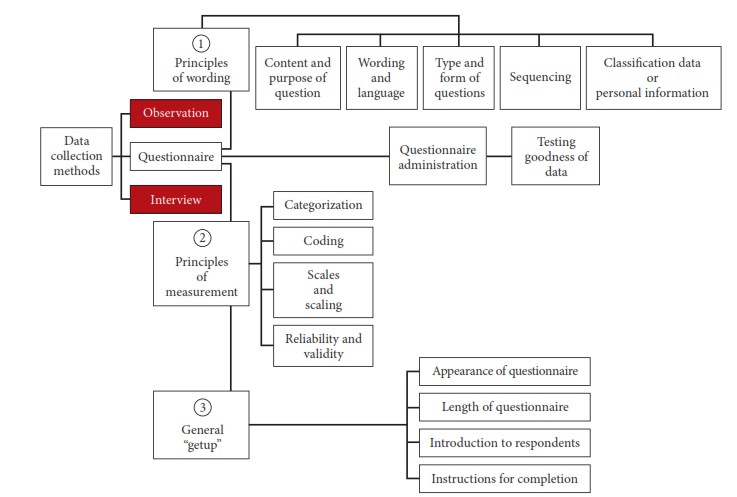 1
Principles
of wording
Content and
purpose of
question
Wording
and
language
Type and
form of
questions
Sequencing
Classification data
or
personal information
Observation
Data
collection
methods
Questionnaire
Interview
Questionnaire
administration
Testing
goodness of
data
2
Principles
of
measurement
Categorization
Coding
Scales
and
scaling
Reliability and
validity
3
General
“getup”
Appearance of questionnaire
Length of questionnaire
Introduction to respondents
Instructions for completion